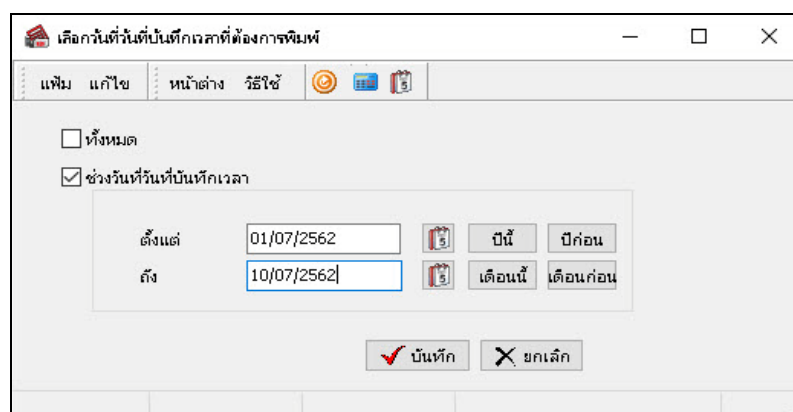 เลือกวันที่วันที่บันทึกเวลาที่ต้องการพิมพ์
แฟ้ม แก้ไข หน้าต่าง วิธีใช้ 5
ทั้งหมด
ช่วงวันที่วันที่บันทึกเวลา
ตั้งแต่ 01/07/2562 5 ปีนี้ ปีก่อน
ถึง 10/07/2562 5 เดือนนี้ เดือนก่อน
บันทึก ยกเลิก